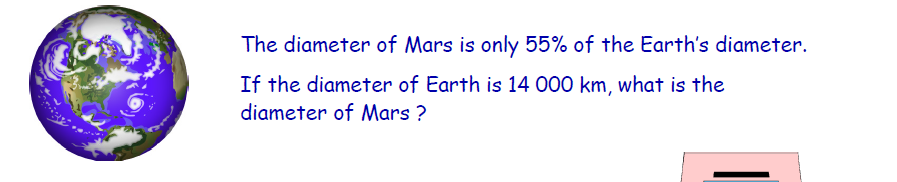 The diameter of Mars is only 55% of the Earth's diameter.
If the diameter of Earth is 14 000 km, what is the
diameter of Mars ?